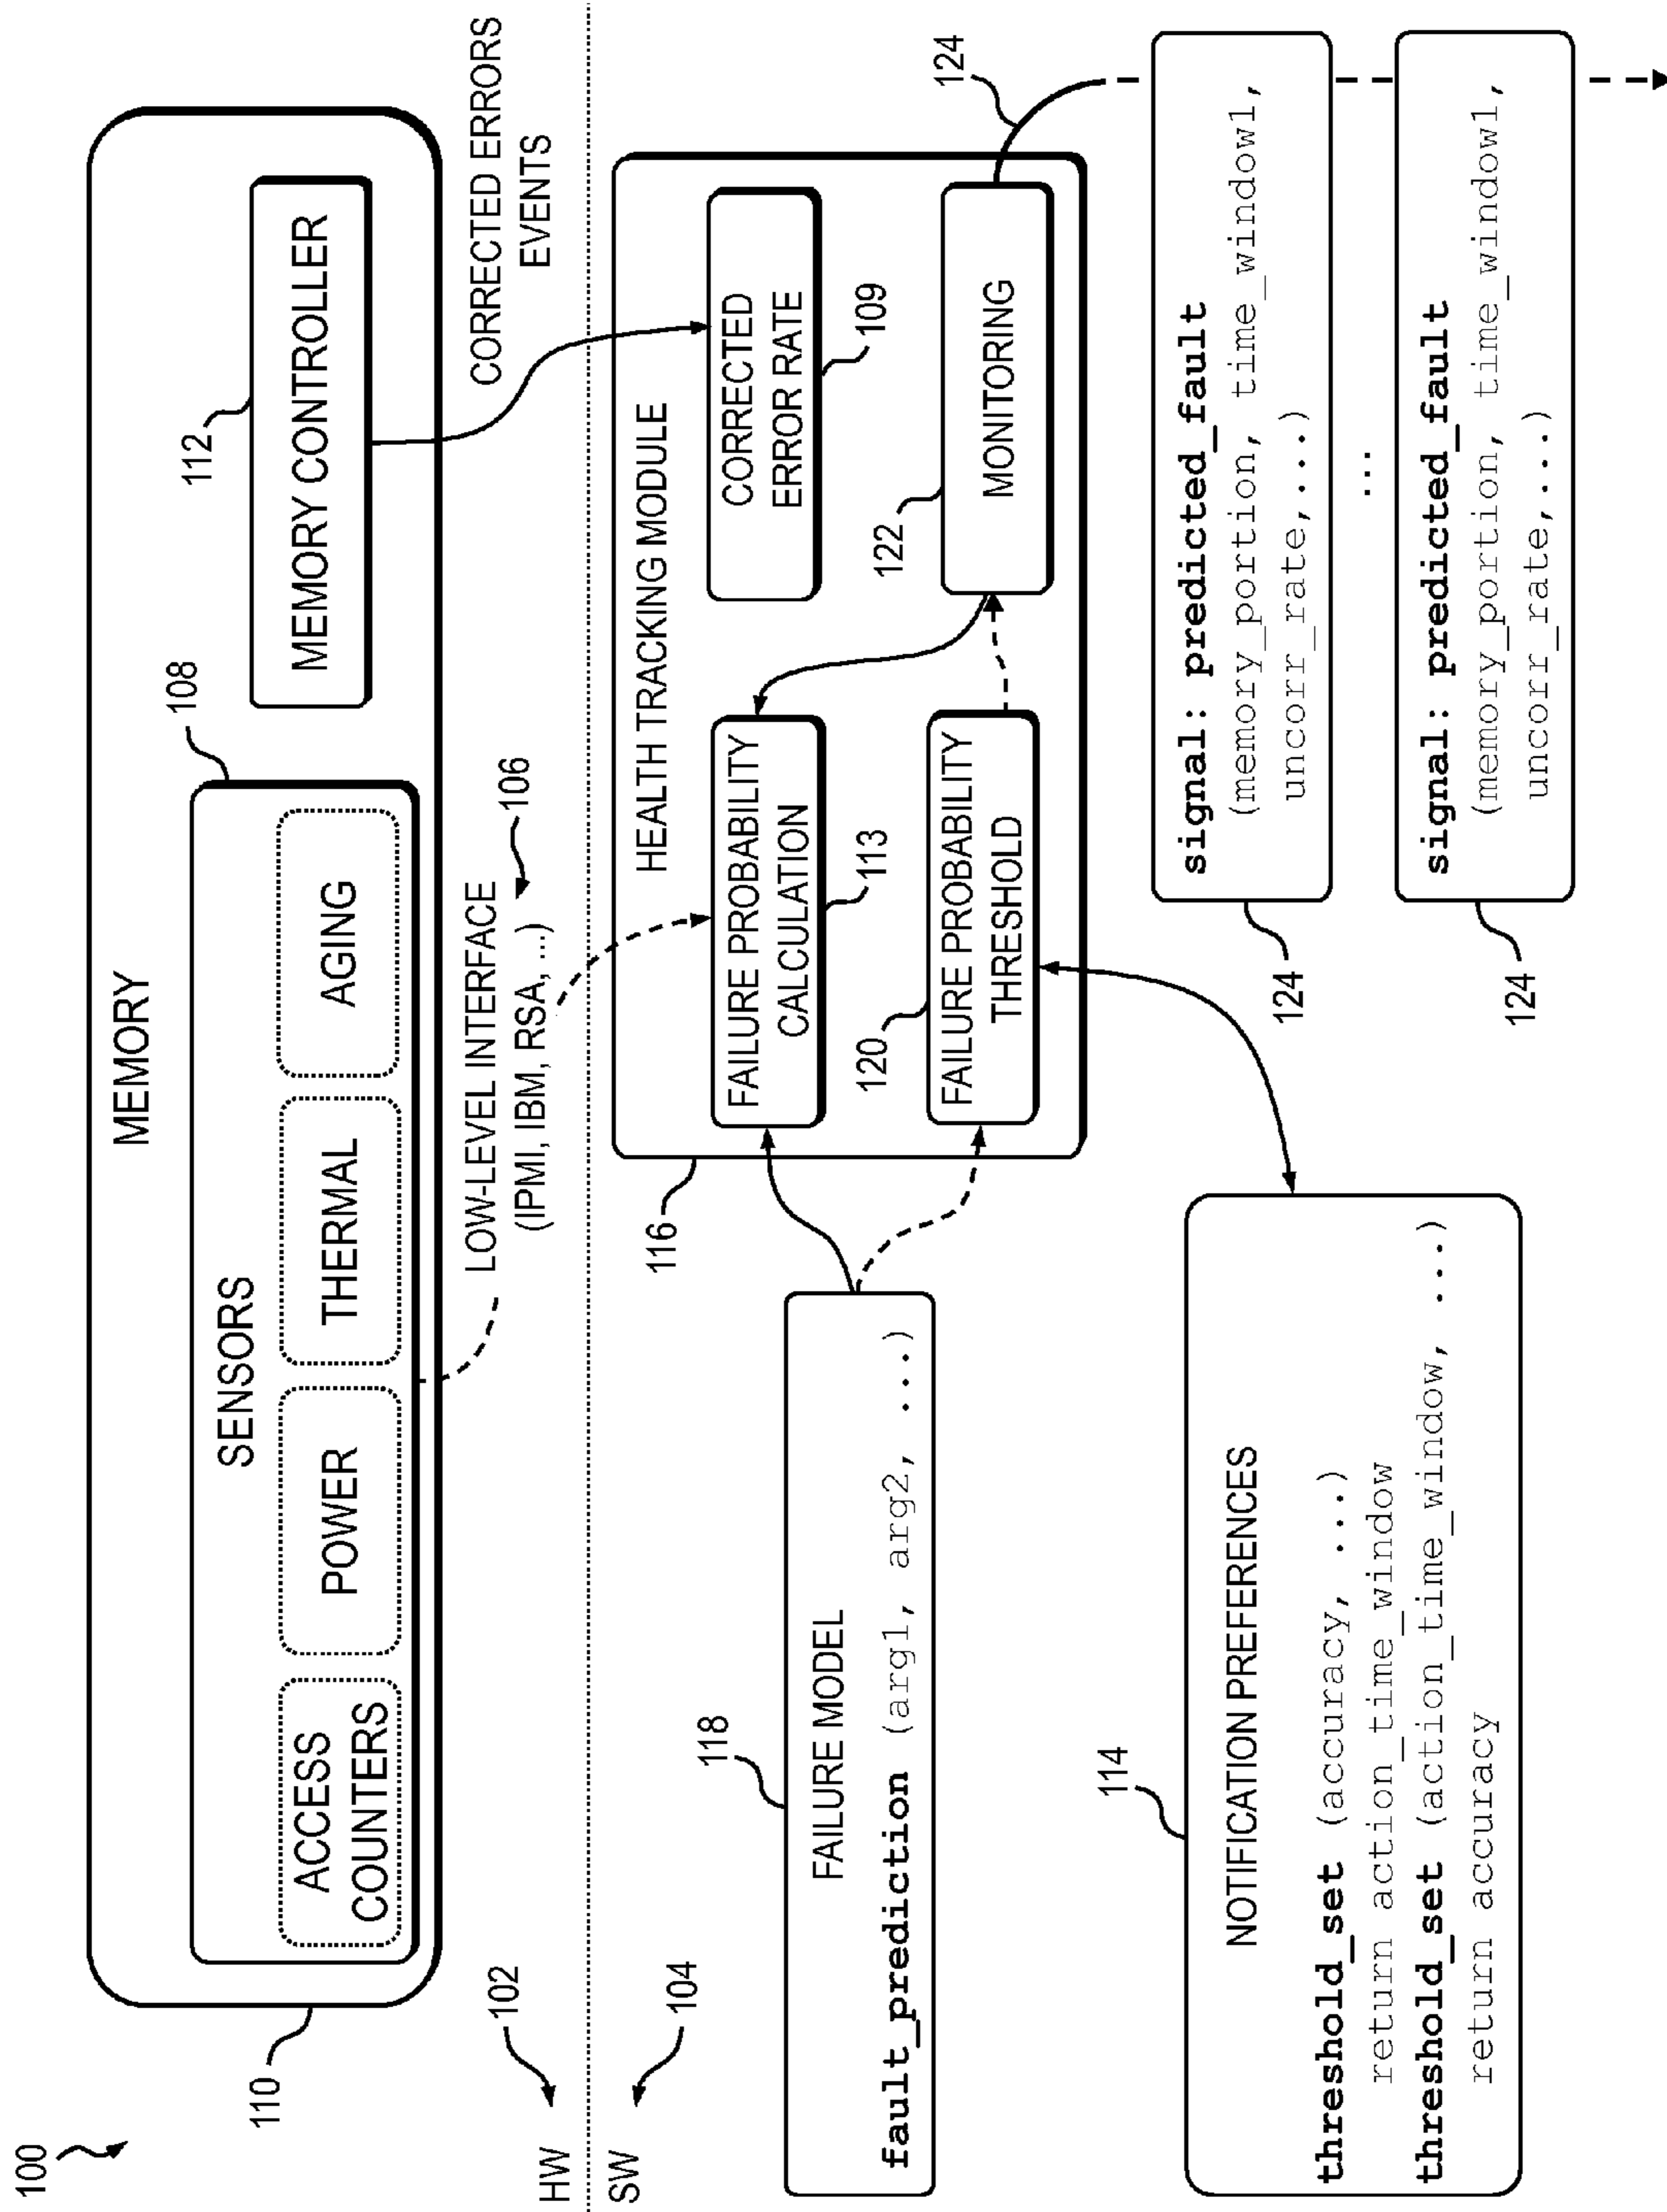 100
MEMORY
110
SENSORS
108
112
ACCESS
COUNTERS
POWER
THERMAL
AGING
MEMORY CONTROLLER
102
HW
LOW-LEVEL INTERFACE
(IPMI, IBM, RSA, ...)
106
CORRECTED ERRORS
EVENTS
SW
104
116
HEALTH TRACKING MODULE
118
FAILURE MODEL
fault_prediction (arg1, arg2, ...)
FAILURE PROBABILITY
CALCULATION
113
CORRECTED
ERROR RATE
109
120
FAILURE PROBABILITY
THRESHOLD
122
MONITORING
124
114
NOTIFICATION PREFERENCES
threshold_set (accuracy, ...)
return action_time_window
threshold_set (action_time_window, ...)
return accuracy
signal: predicted_fault
(memory_portion, time_window1,
uncorr_rate,...)
124
...
signal: predicted_fault
(memory_portion, time_window1,
uncorr_rate,...)
124